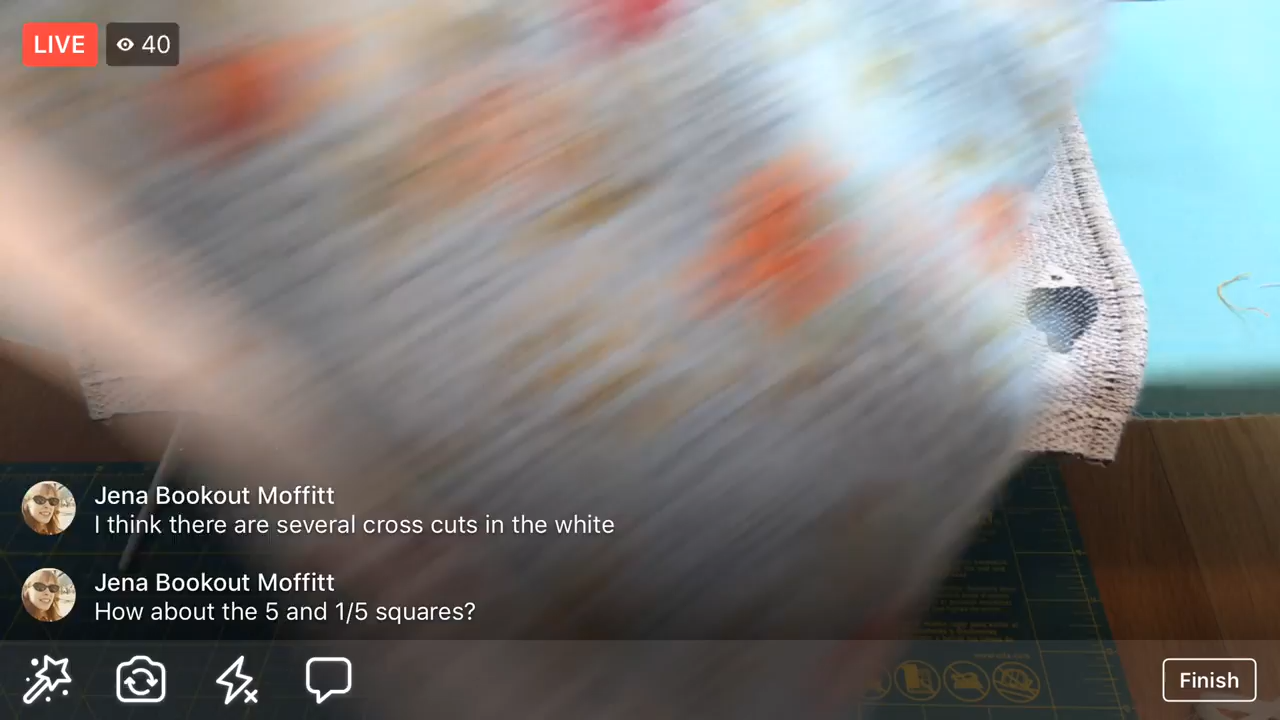 LIVE
40
Jena Bookout Moffitt
I think there are several cross cuts in the white
Jena Bookout Moffitt
How about the 5 and 1/5 squares?
Finish